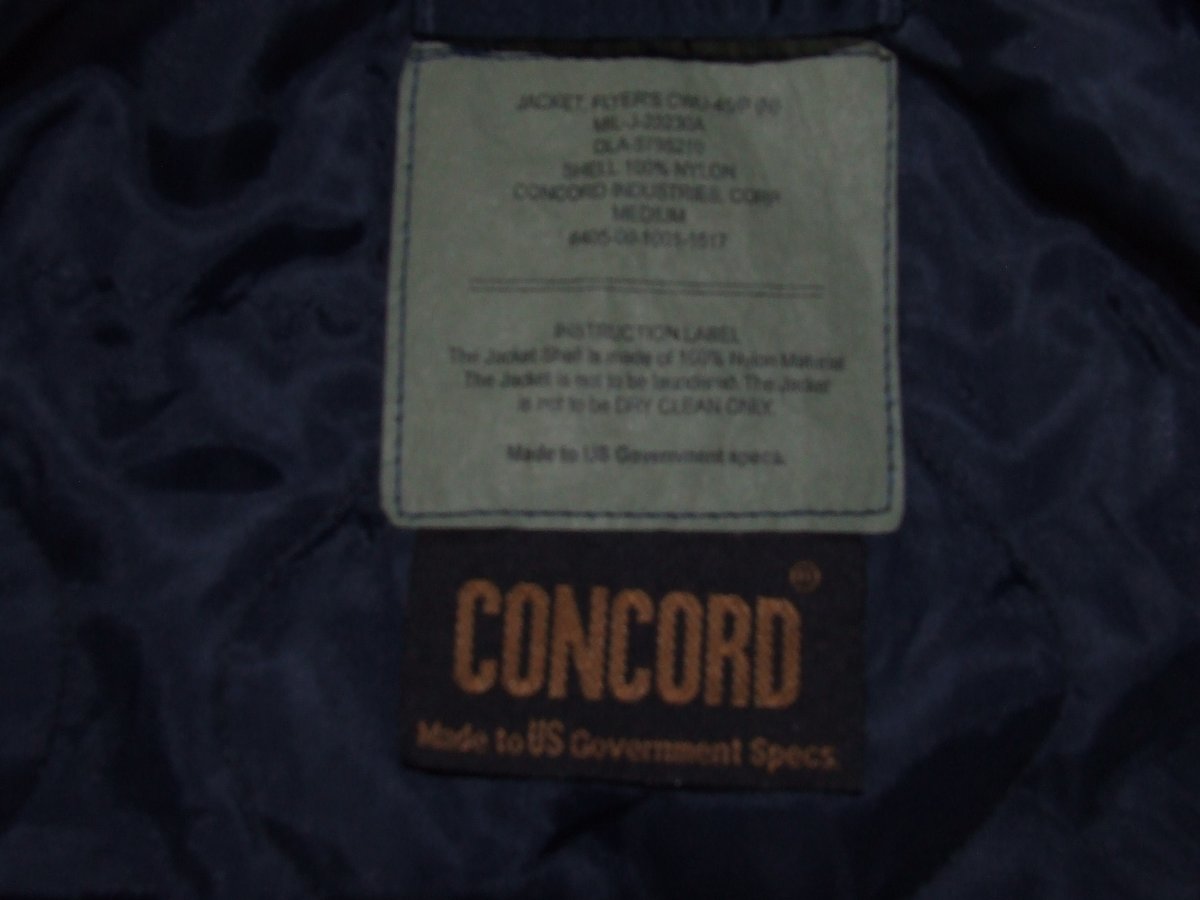 JACKET, FLYER'S CWU-45/P (N)
MIL-J-
DLA-
SHELL 100% NYLON
CONCORD INDUSTRIES, CORP.
MEDIUM
INSTRUCTION LABEL
The Jacket Shell is made of 100% Nylon Material
The Jacket is not to be laundered. The Jacket
is not to be DRY CLEAN ONLY.
Made to US Government specs.
CONCORD ®
Made to US Government Specs.